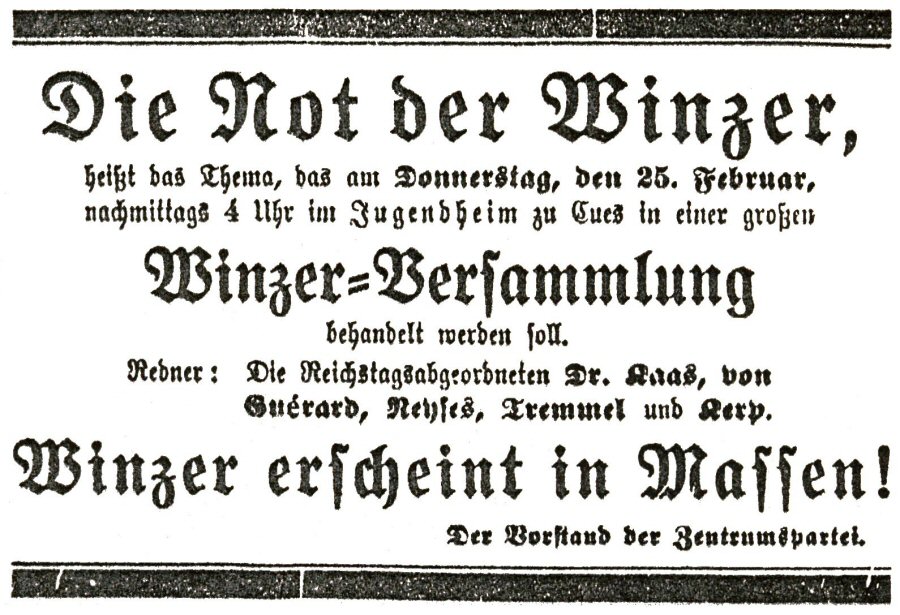 Die Not der Winzer,
heißt das Thema, das am Donnerstag, den 25. Februar,
nachmittags 4 Uhr im Jugendheim zu Cues in einer großen
Winzer=Versammlung
behandelt werden soll.
Redner: Die Reichstagsabgeordneten Dr. Kaas, von
Guérard, Neyses, Tremmel und Kerp.
Winzer erscheint in Massen!
Der Vorstand der Zentrumspartei.